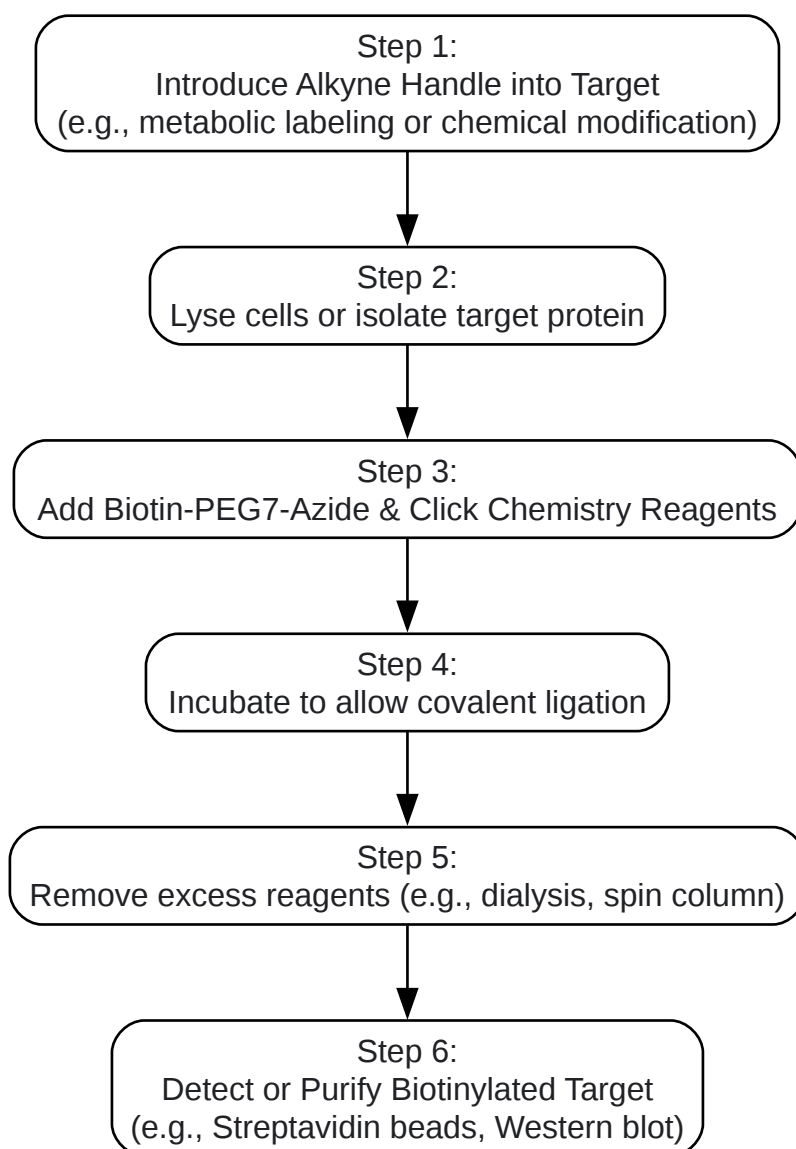 Step 1:
Introduce Alkyne Handle into Target
(e.g., metabolic labeling or chemical modification)
Step 2:
Lyse cells or isolate target protein
Step 3:
Add Biotin-PEG7-Azide & Click Chemistry Reagents
Step 4:
Incubate to allow covalent ligation
Step 5:
Remove excess reagents (e.g., dialysis, spin column)
Step 6:
Detect or Purify Biotinylated Target
(e.g., Streptavidin beads, Western blot)